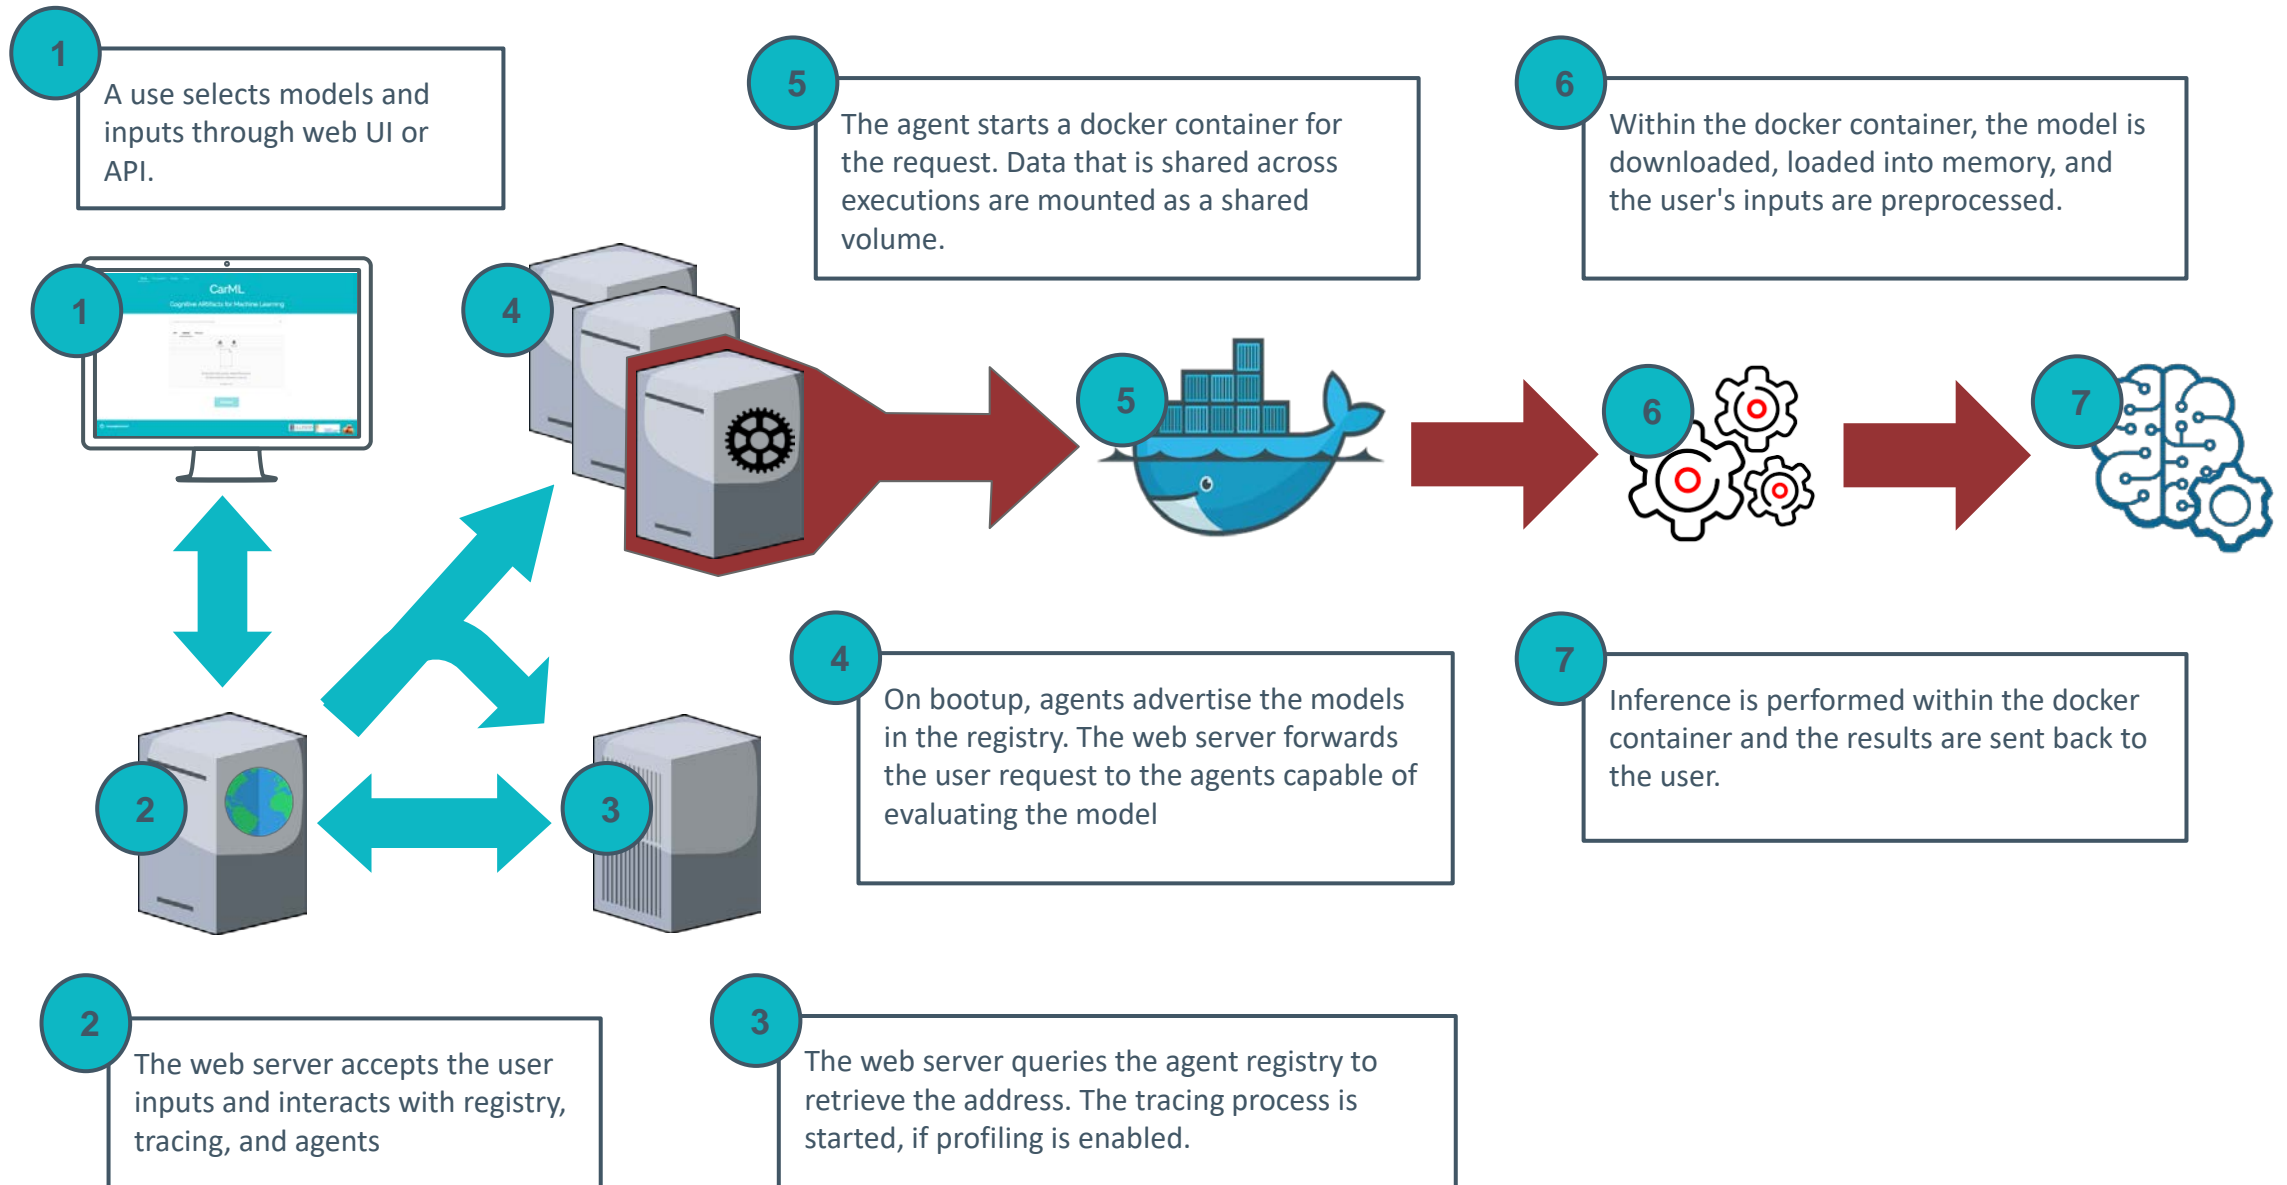 1
A use selects models and
inputs through web UI or
API.
5
The agent starts a docker container for
the request. Data that is shared across
executions are mounted as a shared
volume.
6
Within the docker container, the model is
downloaded, loaded into memory, and
the user's inputs are preprocessed.
1
CarML
Cognitive ARtifacts for Machine Learning
4
5
6
7
2
3
4
On bootup, agents advertise the models
in the registry. The web server forwards
the user request to the agents capable of
evaluating the model
7
Inference is performed within the docker
container and the results are sent back to
the user.
2
The web server accepts the user
inputs and interacts with registry,
tracing, and agents
3
The web server queries the agent registry to
retrieve the address. The tracing process is
started, if profiling is enabled.